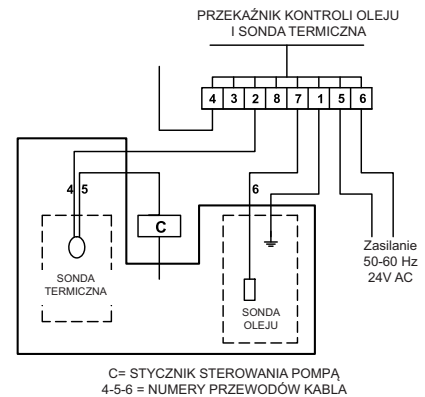 PRZEKAŹNIK KONTROLI OLEJU
I SONDA TERMICZNA
4 3 2 8 7 1 5 6
4 5
6
C
SONDA
TERMICZNA
SONDA
OLEJU
Zasilanie
50-60 Hz
24V AC
C= STYCZNIK STEROWANIA POMPĄ
4-5-6 = NUMERY PRZEWODÓW KABLA